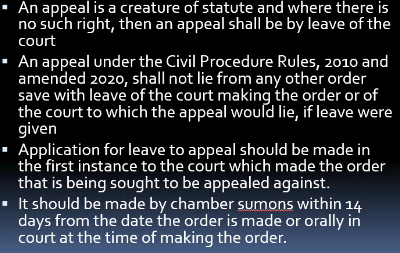 ▪ An appeal is a creature of statute and where there is
no such right, then an appeal shall be by leave of the
court
▪ An appeal under the Civil Procedure Rules, 2010 and
amended 2020, shall not lie from any other order
save with leave of the court making the order or of
the court to which the appeal would lie, if leave were
given
▪ Application for leave to appeal should be made in
the first instance to the court which made the order
that is being sought to be appealed against.
▪ It should be made by chamber sumons within 14
days from the date the order is made or orally in
court at the time of making the order.